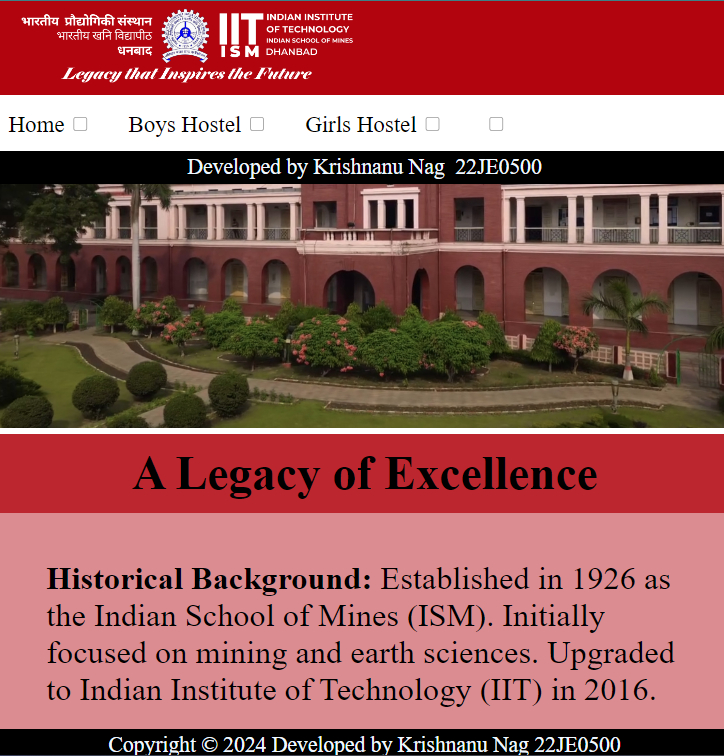 भारतीय प्रौद्योगिकी संस्थान
भारतीय खनि विद्यापीठ
धनबाद
IIT
ISM
INDIAN INSTITUTE
OF TECHNOLOGY
INDIAN SCHOOL OF MINES
DHANBAD
Legacy that Inspires the Future
Home
Boys Hostel
Girls Hostel
Developed by Krishnanu Nag 22JE0500
A Legacy of Excellence
Historical Background: Established in 1926 as
the Indian School of Mines (ISM). Initially
focused on mining and earth sciences. Upgraded
to Indian Institute of Technology (IIT) in 2016.
Copyright © 2024 Developed by Krishnanu Nag 22JE0500